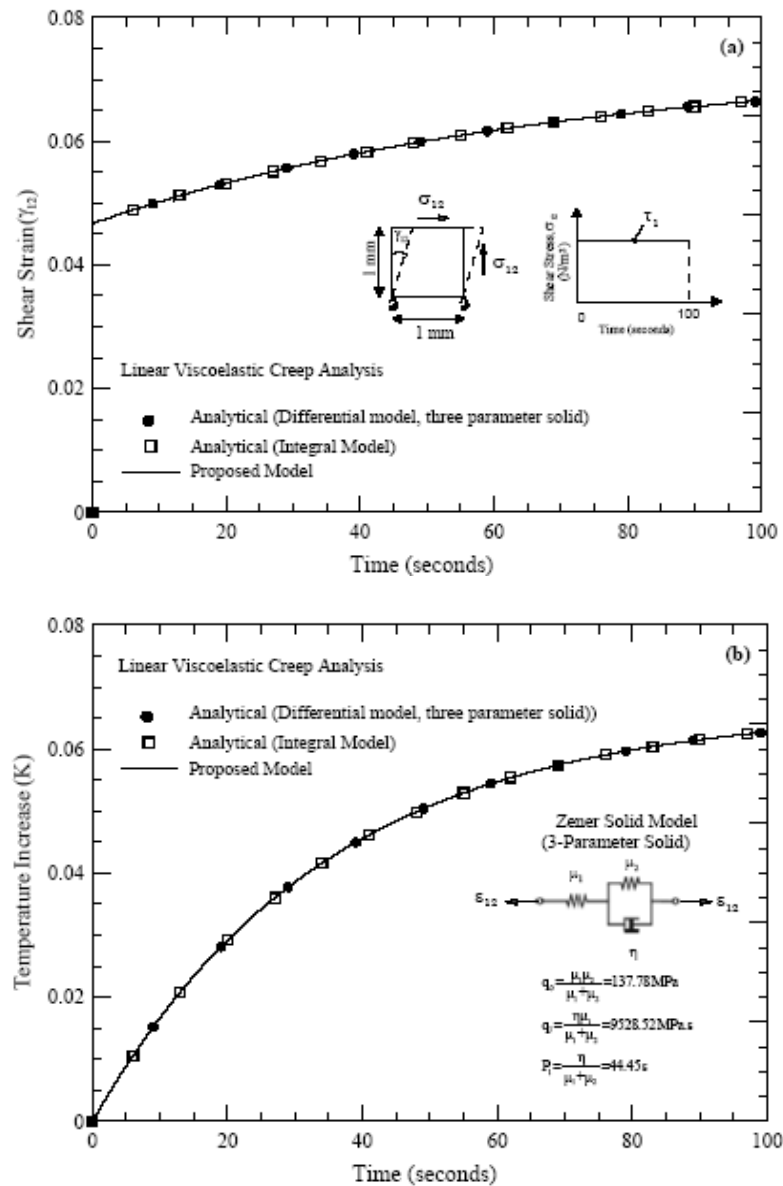 (a)
0.08
0.06
0.04
0.02
0
Shear Strain(γ₁₂)
σ₁₂
γ₁₂
σ₁₂
1 mm
1 mm
Shear Stress, σ₁₂
(N/m²)
τ₁
0
100
Time (seconds)
Linear Viscoelastic Creep Analysis
Analytical (Differential model, three parameter solid)
Analytical (Integral Model)
Proposed Model
0 20 40 60 80 100
Time (seconds)
(b)
0.08
0.06
0.04
0.02
0
Temperature Increase (K)
Linear Viscoelastic Creep Analysis
Analytical (Differential model, three parameter solid))
Analytical (Integral Model)
Proposed Model
Zener Solid Model
(3-Parameter Solid)
μ₁
μ₂
ε₁₂
ε₁₂
η
q₀=μ₁μ₂/μ₁+μ₂=137.78MPa
q₁=ημ₁/μ₁+μ₂=9528.52MPa.s
P₁=η/μ₁+μ₂=44.45s
0 20 40 60 80 100
Time (seconds)